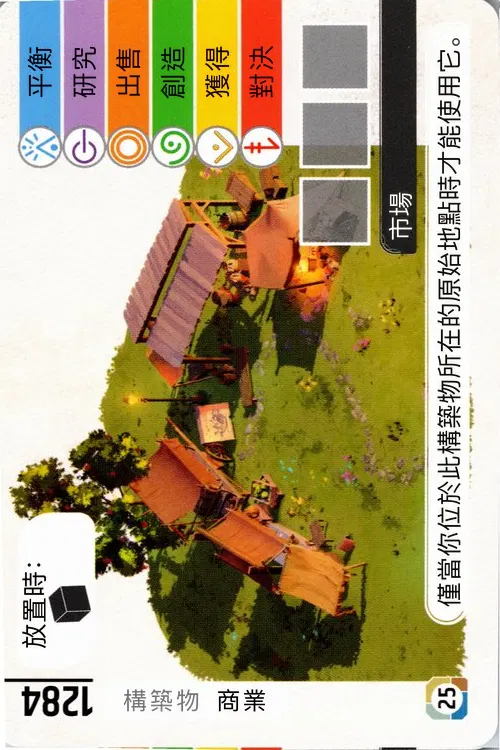 1284
放置時：
構築物 商業
平衡
研究
出售
創造
獲得
對決
市場
僅當你位於此構築物所在的原始地點時才能使用它。
25